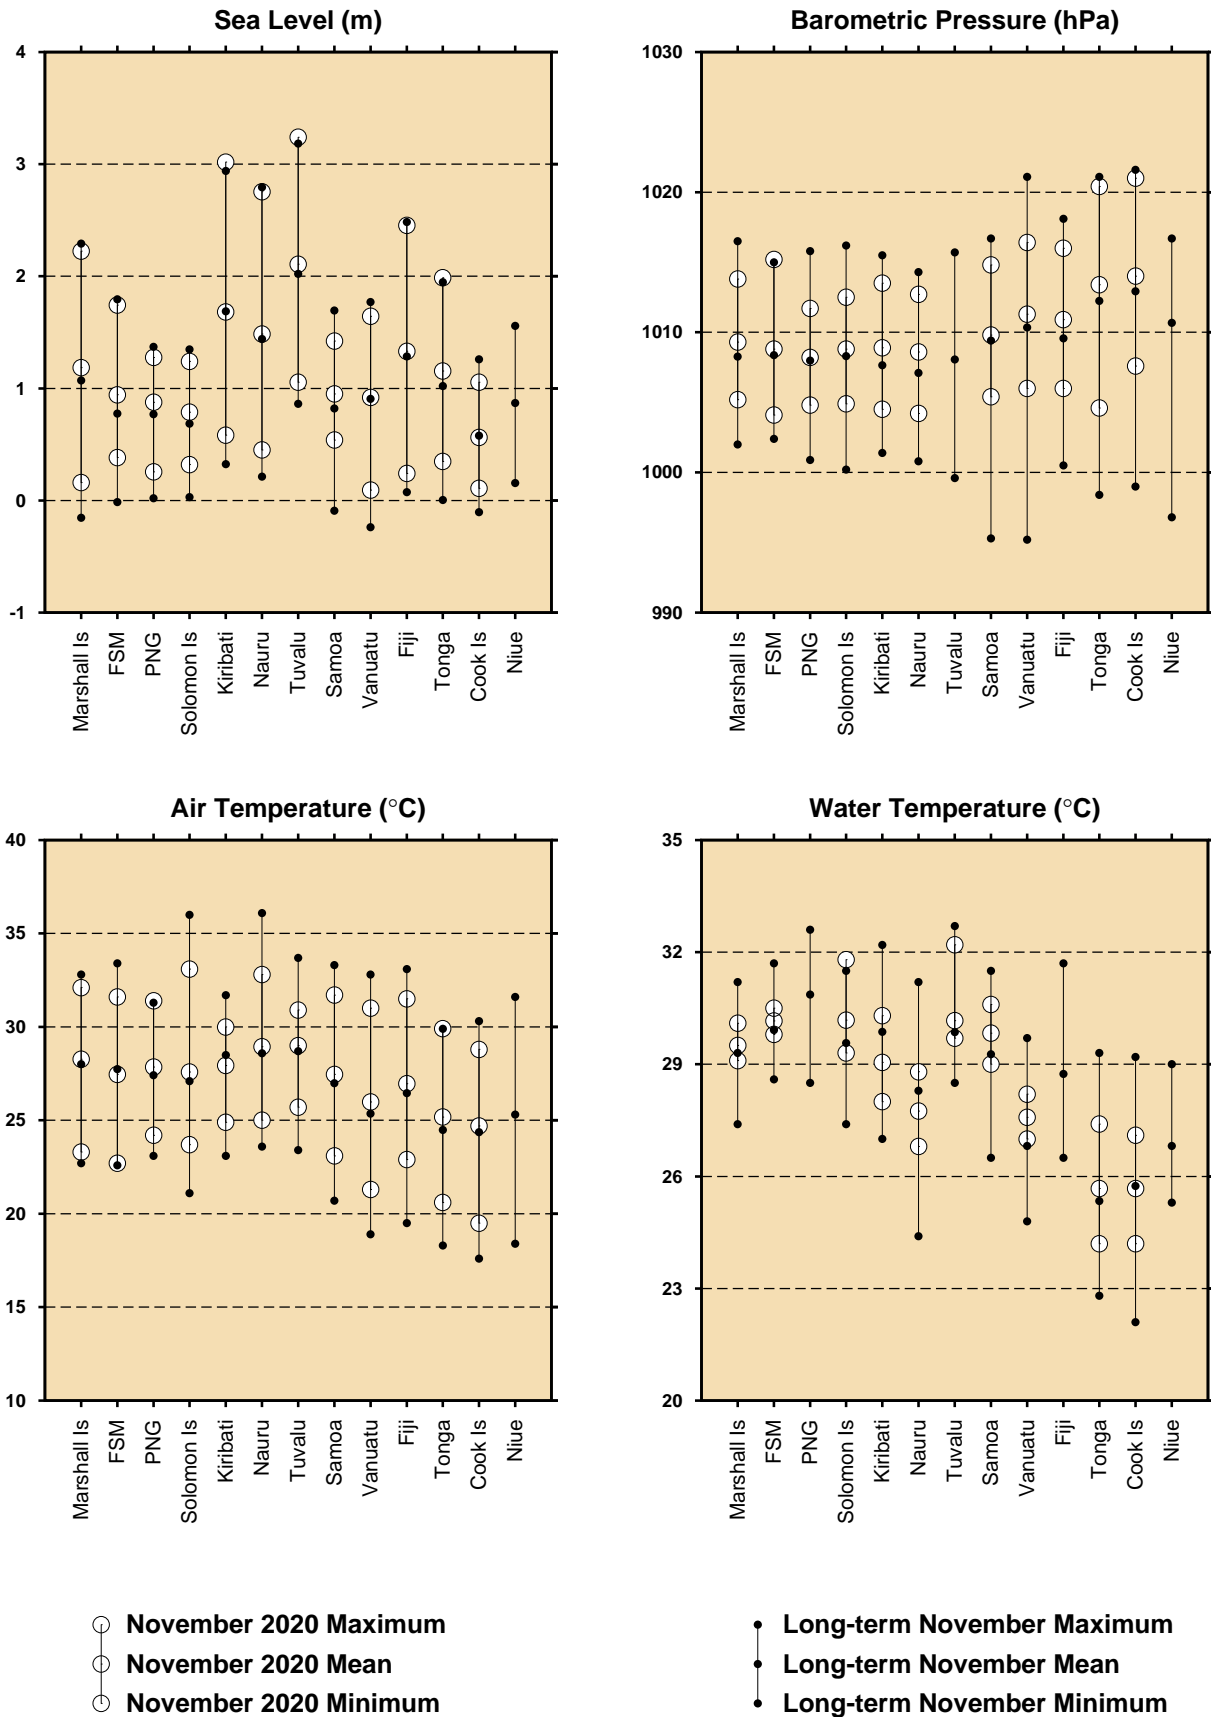 Sea Level (m)
4
3
2
1
0
-1
Marshall Is
FSM
PNG
Solomon Is
Kiribati
Nauru
Tuvalu
Samoa
Vanuatu
Fiji
Tonga
Cook Is
Niue
Barometric Pressure (hPa)
1030
1020
1010
1000
990
Marshall Is
FSM
PNG
Solomon Is
Kiribati
Nauru
Tuvalu
Samoa
Vanuatu
Fiji
Tonga
Cook Is
Niue
Air Temperature (°C)
40
35
30
25
20
15
10
Marshall Is
FSM
PNG
Solomon Is
Kiribati
Nauru
Tuvalu
Samoa
Vanuatu
Fiji
Tonga
Cook Is
Niue
Water Temperature (°C)
35
32
29
26
23
20
Marshall Is
FSM
PNG
Solomon Is
Kiribati
Nauru
Tuvalu
Samoa
Vanuatu
Fiji
Tonga
Cook Is
Niue
November 2020 Maximum
November 2020 Mean
November 2020 Minimum
Long-term November Maximum
Long-term November Mean
Long-term November Minimum